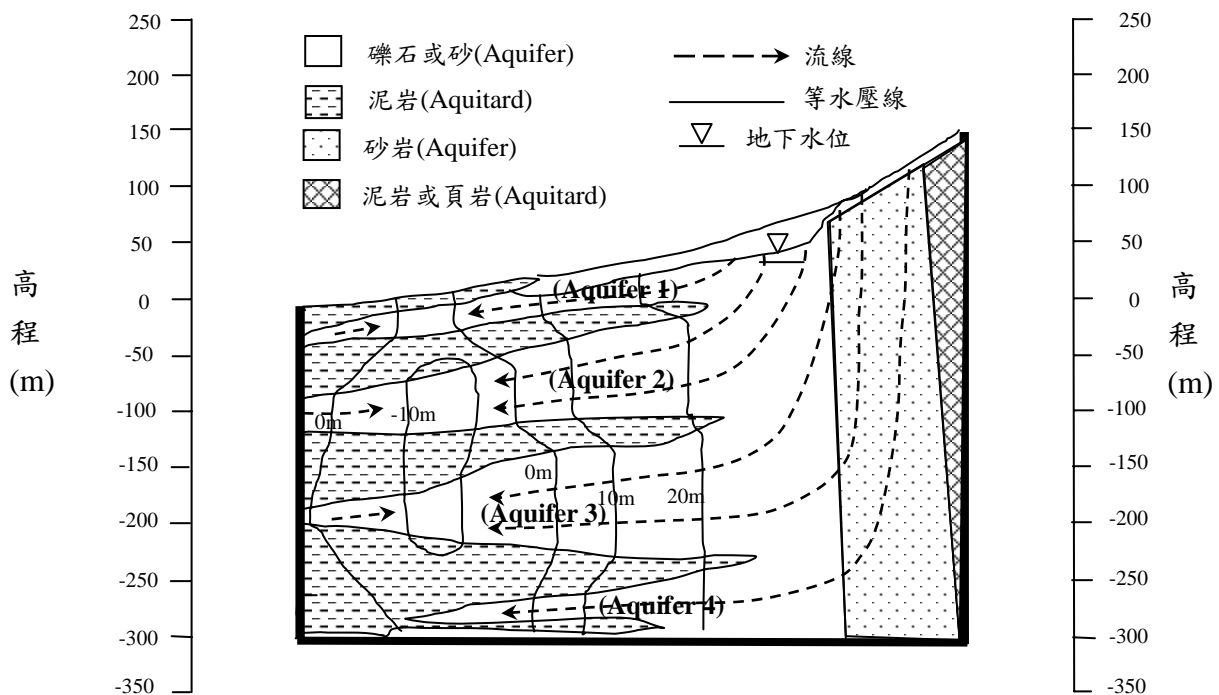 250
200
150
100
50
0
-50
-100
-150
-200
-250
-300
-350
高
程
(m)
礫石或砂(Aquifer)
泥岩(Aquitard)
砂岩(Aquifer)
泥岩或頁岩(Aquitard)
流線
等水壓線
地下水位
(Aquifer 1)
(Aquifer 2)
0m
-10m
0m
10m
20m
(Aquifer 3)
(Aquifer 4)
250
200
150
100
50
0
-50
-100
-150
-200
-250
-300
-350
高
程
(m)